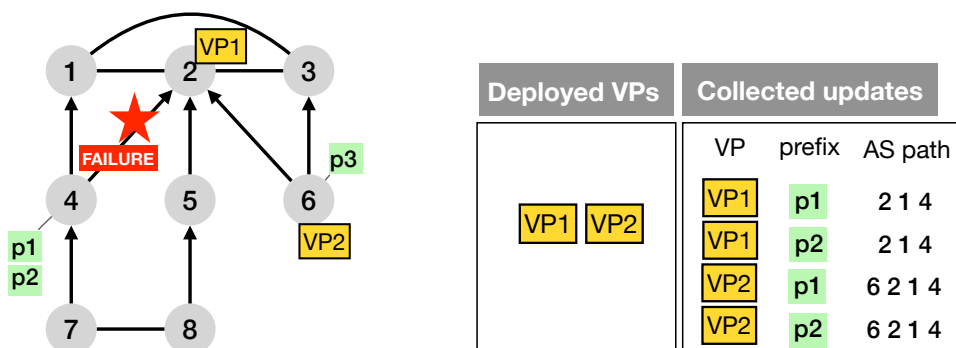 VP1
1 2 3
FAILURE
p3
4 5 6
VP2
p1
p2
7 8
Deployed VPs
VP1 VP2
Collected updates
VP prefix AS path
VP1 p1 2 1 4
VP1 p2 2 1 4
VP2 p1 6 2 1 4
VP2 p2 6 2 1 4